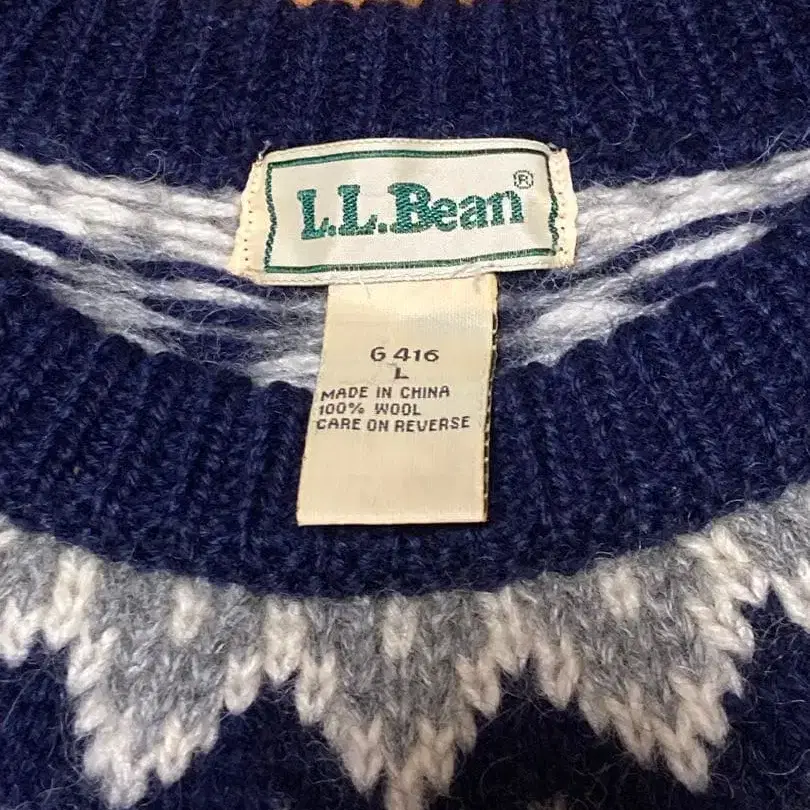 L.L.Bean®
G 416
L
MADE IN CHINA
100% WOOL
CARE ON REVERSE